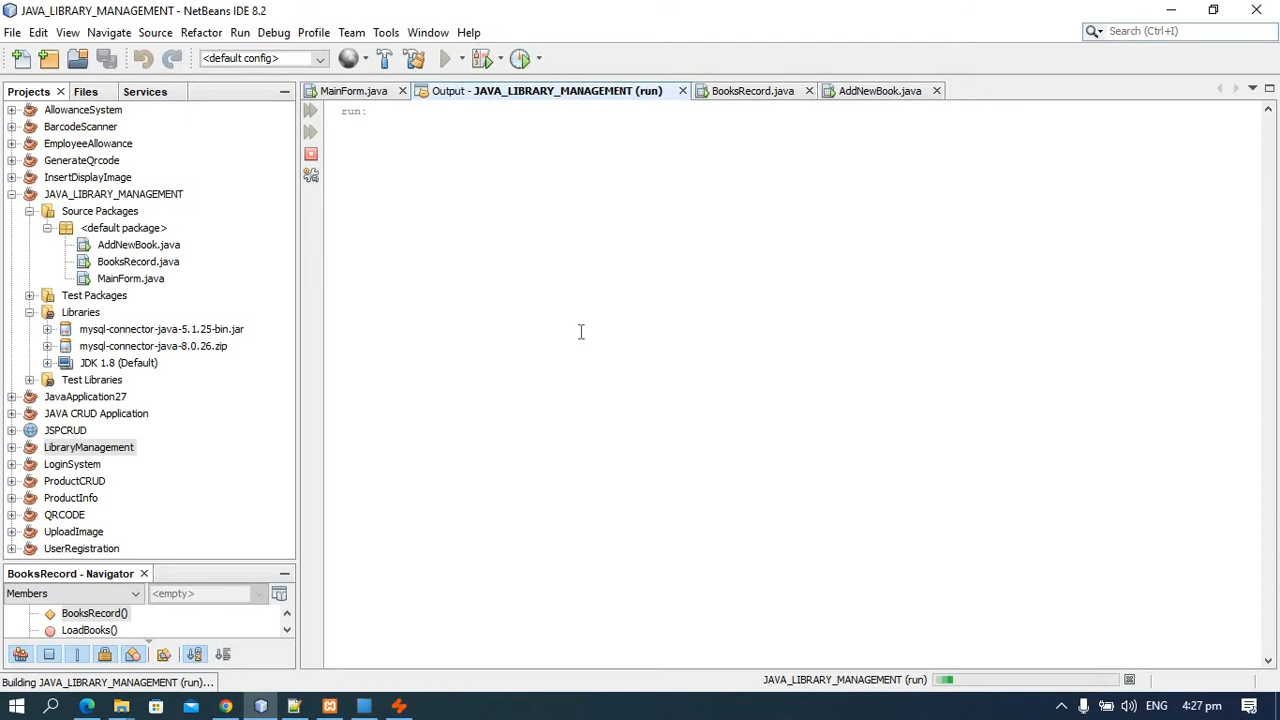 JAVA_LIBRARY_MANAGEMENT - NetBeans IDE 8.2
File Edit View Navigate Source Refactor Run Debug Profile Team Tools Window Help
Search (Ctrl+I)
<default config>
Projects Files Services
MainForm.java Output - JAVA_LIBRARY_MANAGEMENT (run) BooksRecord.java AddNewBook.java
run:
AllowanceSystem
BarcodeScanner
EmployeeAllowance
GenerateQrcode
InsertDisplayImage
JAVA_LIBRARY_MANAGEMENT
Source Packages
<default package>
AddNewBook.java
BooksRecord.java
MainForm.java
Test Packages
Libraries
mysql-connector-java-5.1.25-bin.jar
mysql-connector-java-8.0.26.zip
JDK 1.8 (Default)
Test Libraries
JavaApplication27
JAVA CRUD Application
JSPCRUD
LibraryManagement
LoginSystem
ProductCRUD
ProductInfo
QRCODE
UploadImage
UserRegistration
BooksRecord - Navigator
Members <empty>
BooksRecord()
LoadBooks()
Building JAVA_LIBRARY_MANAGEMENT (run)...
JAVA_LIBRARY_MANAGEMENT (run)
ENG 4:27 pm